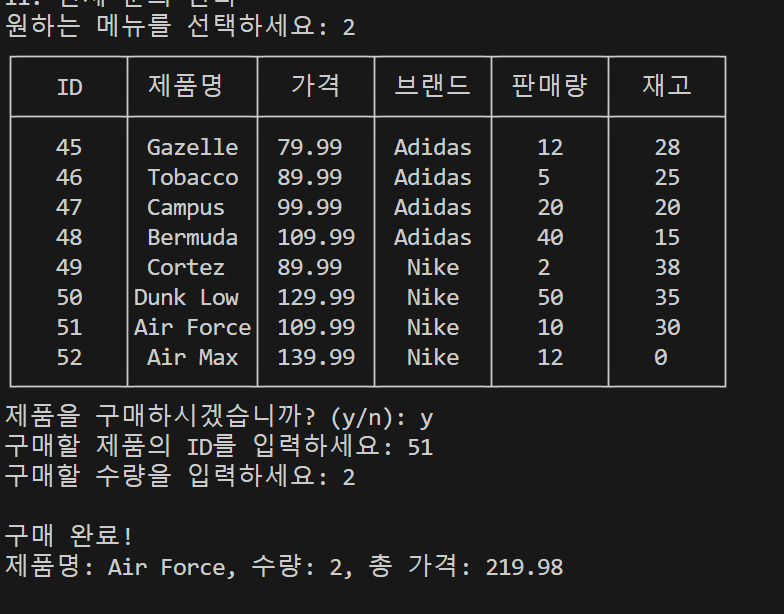 원하는 메뉴를 선택하세요: 2
ID 제품명 가격 브랜드 판매량 재고
45 Gazelle 79.99 Adidas 12 28
46 Tobacco 89.99 Adidas 5 25
47 Campus 99.99 Adidas 20 20
48 Bermuda 109.99 Adidas 40 15
49 Cortez 89.99 Nike 2 38
50 Dunk Low 129.99 Nike 50 35
51 Air Force 109.99 Nike 10 30
52 Air Max 139.99 Nike 12 0
제품을 구매하시겠습니까? (y/n): y
구매할 제품의 ID를 입력하세요: 51
구매할 수량을 입력하세요: 2
구매 완료!
제품명: Air Force, 수량: 2, 총 가격: 219.98